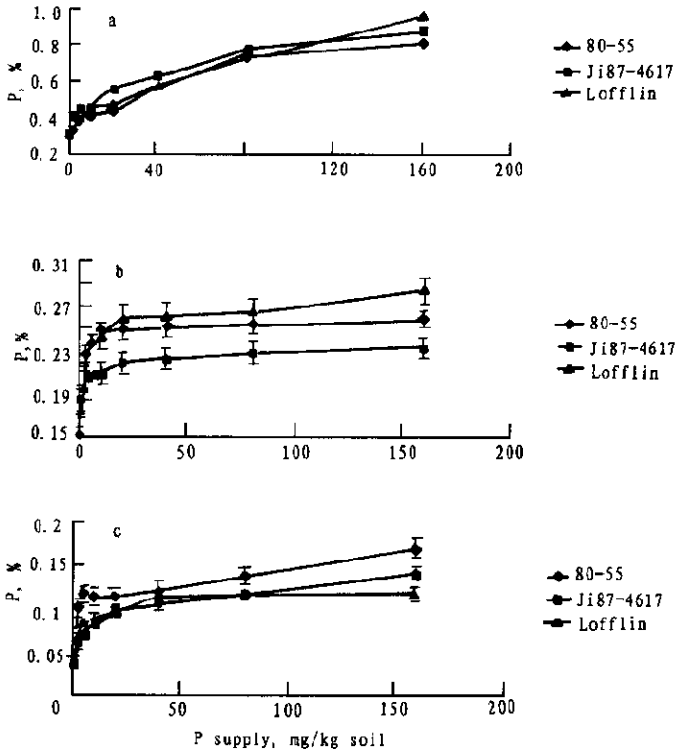 a
P, %
1.0
0.8
0.6
0.4
0.2
0 40 120 160 200
80-55
Ji87-4617
Lofflin
b
P, %
0.31
0.27
0.23
0.19
0.15
0 50 100 150 200
80-55
Ji87-4617
Lofflin
c
P, %
0.2
0.15
0.1
0.05
0
0 50 100 150 200
80-55
Ji87-4617
Lofflin
P supply, mg/kg soil